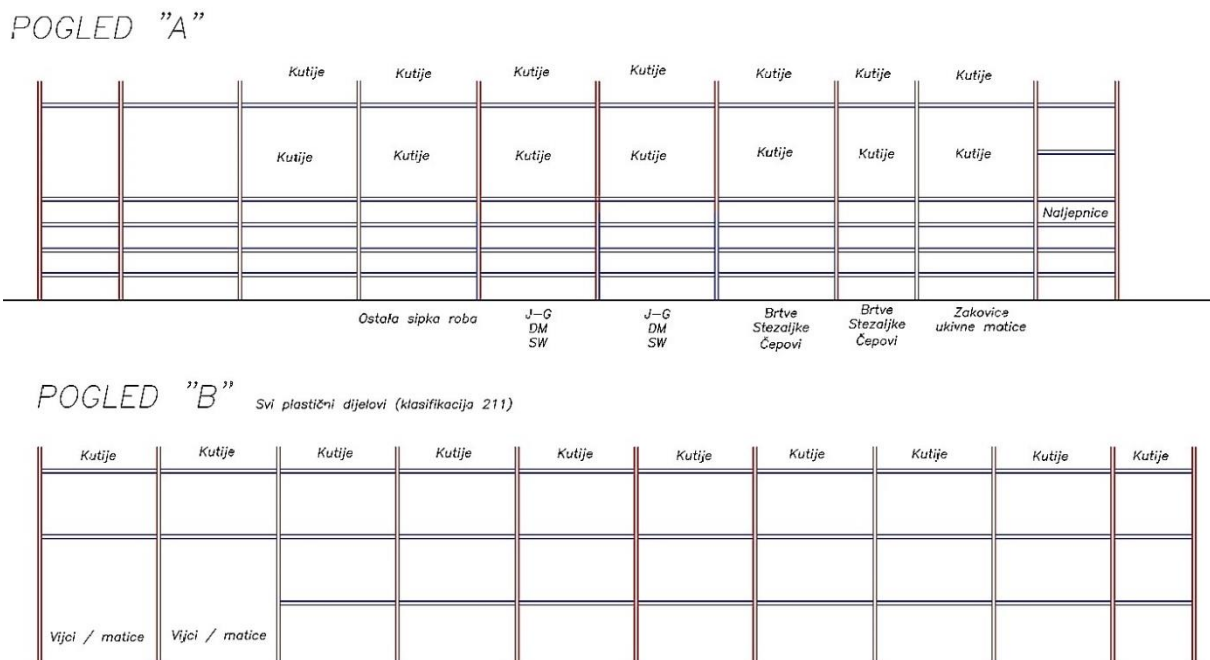 POGLED "A"
Kutije Kutije Kutije Kutije Kutije Kutije Kutije
Kutije Kutije Kutije Kutije Kutije Kutije Kutije
Naljepnice
Ostala sipka roba
J-G
DM
SW
J-G
DM
SW
Brtve
Stezaljke
Čepovi
Brtve
Stezaljke
Čepovi
Zakovice
ukivne matice
POGLED "B" Svi plastični dijelovi (klasifikacija 211)
Kutije Kutije Kutije Kutije Kutije Kutije Kutije Kutije Kutije Kutije
Vijci / matice Vijci / matice